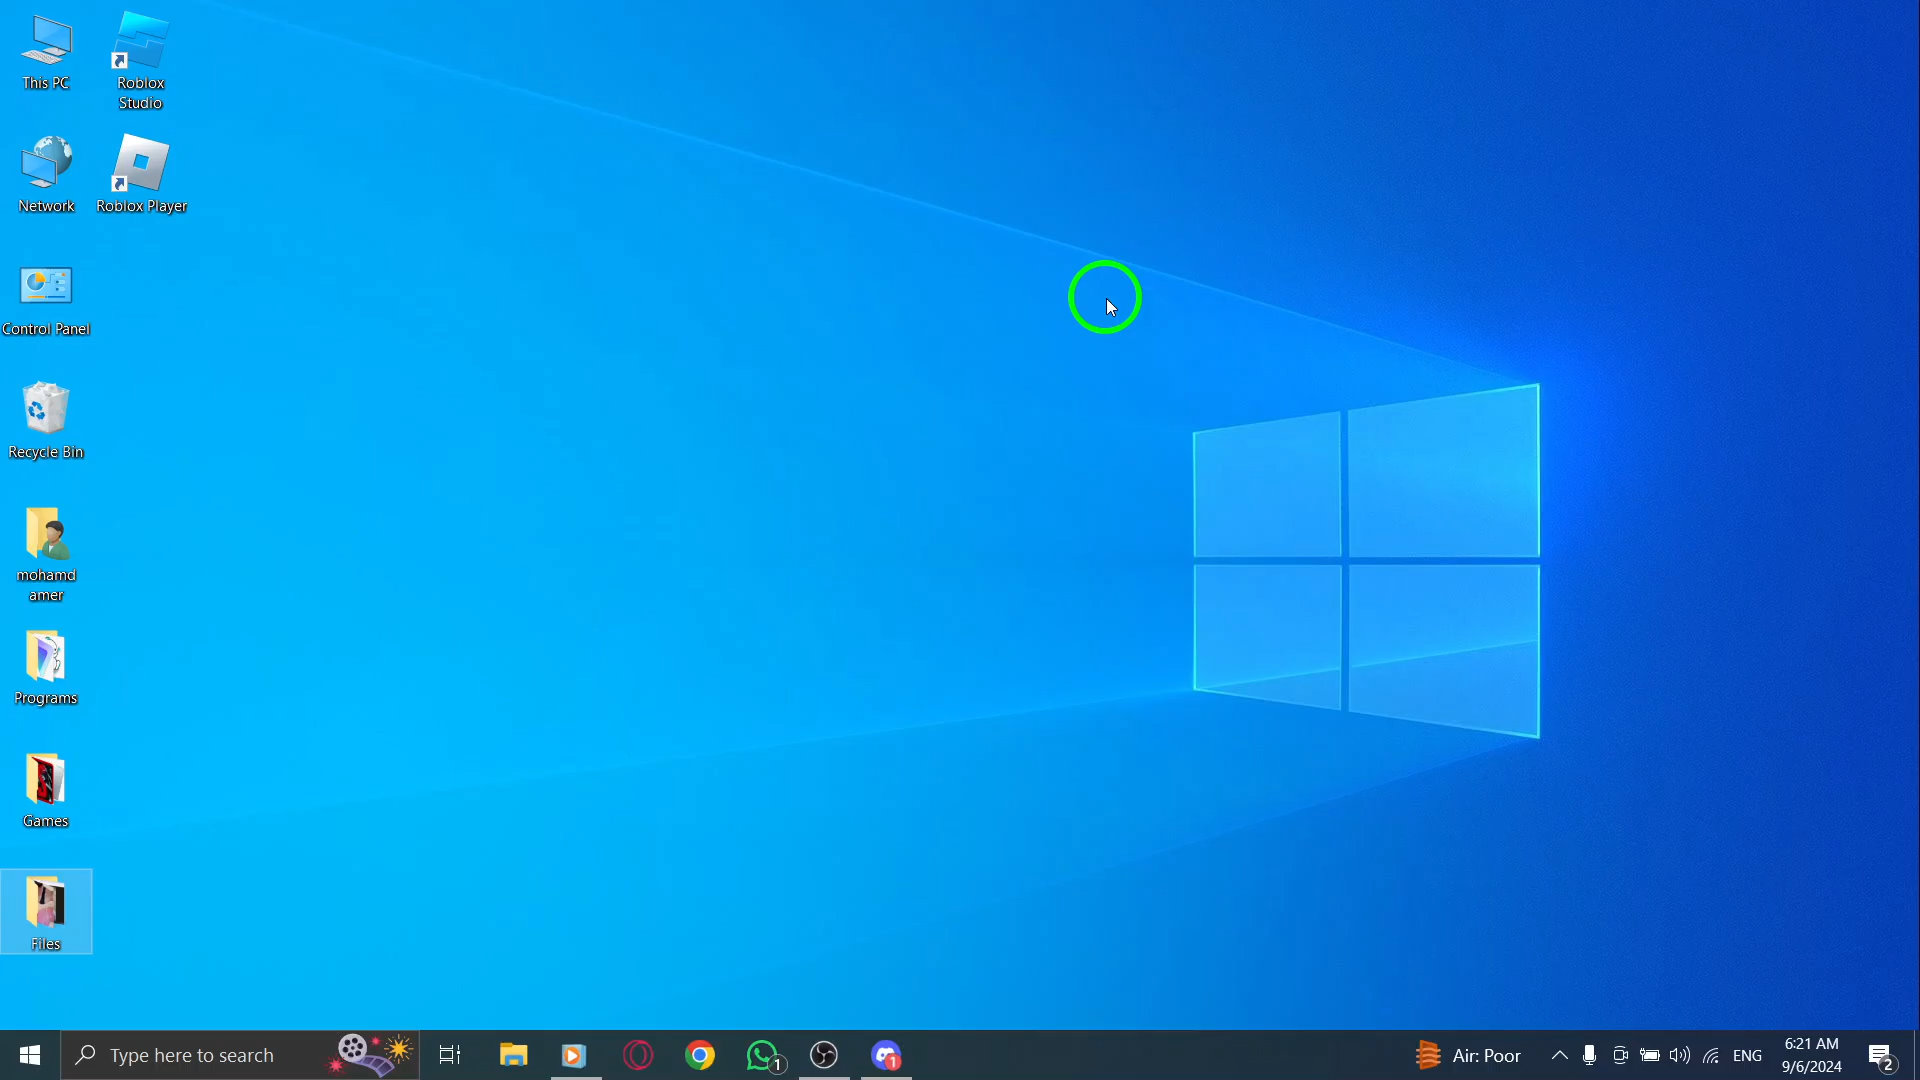 This PC
Roblox
Studio
Network
Roblox Player
Control Panel
Recycle Bin
mohamd
amer
Programs
Games
Files
Type here to search
1
1
Air: Poor
ENG
6:21 AM
9/6/2024
2